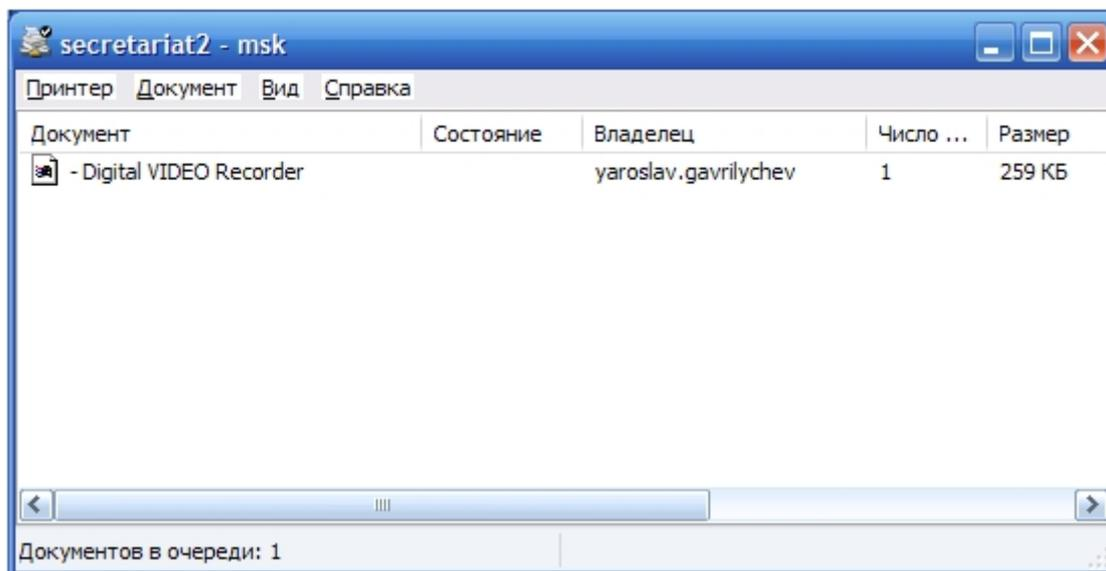 secretariat2 - msk
Принтер Документ Вид Справка
Документ Состояние Владелец Число ... Размер
- Digital VIDEO Recorder yaroslav.gavrilychev 1 259 КБ
Документов в очереди: 1